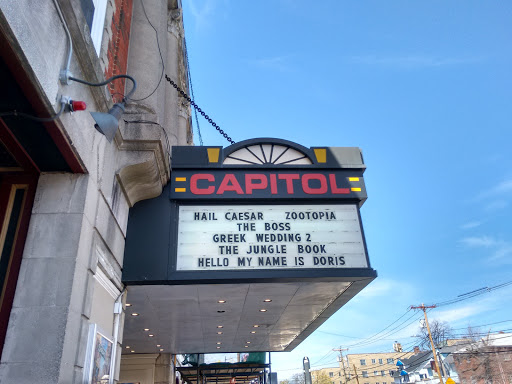 CAPITOL
HAIL CAESAR ZOOTOPIA
THE BOSS
GREEK WEDDING 2
THE JUNGLE BOOK
HELLO MY NAME IS DORIS